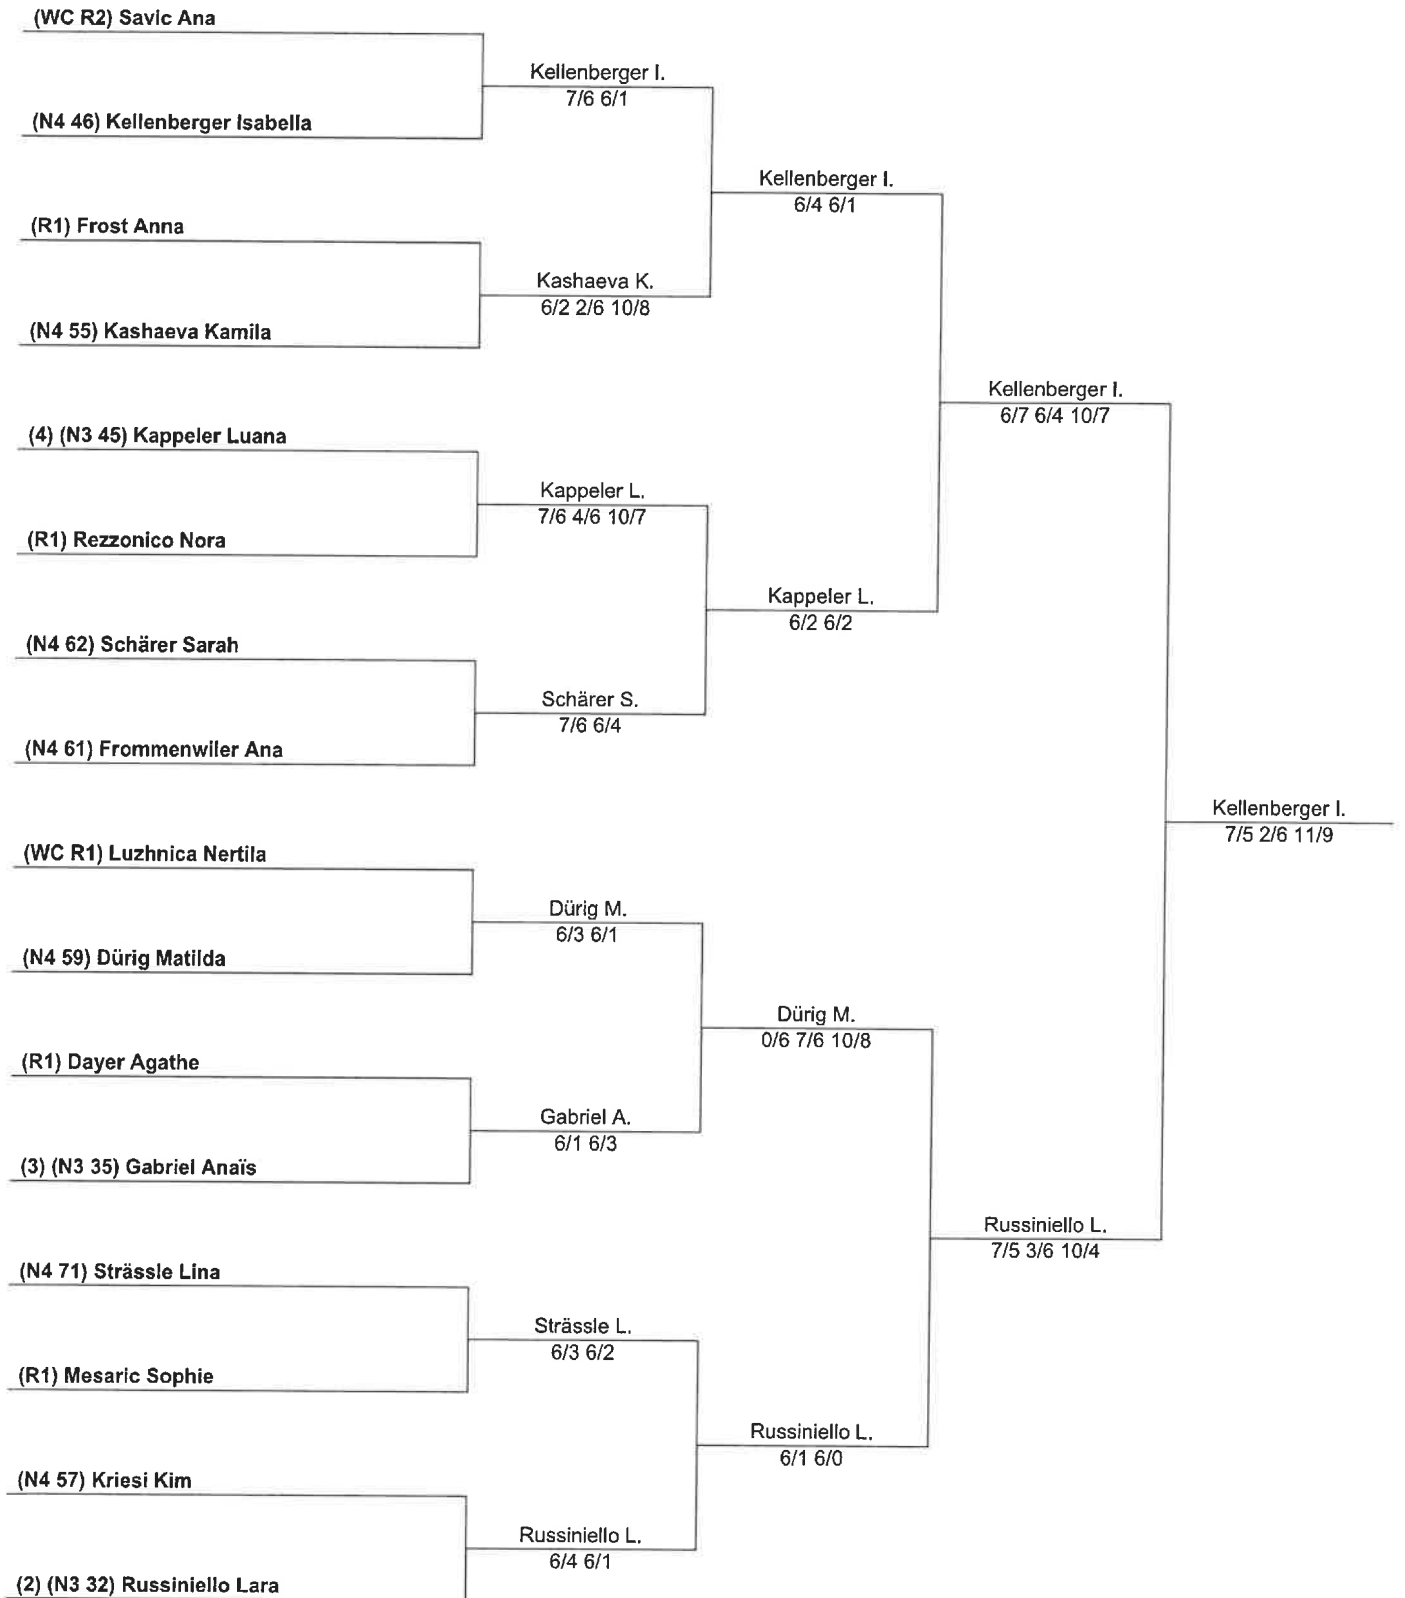 (WC R2) Savic Ana
Kellenberger I.
7/6 6/1
(N4 46) Kellenberger Isabella
Kellenberger I.
6/4 6/1
(R1) Frost Anna
Kashaeva K.
6/2 2/6 10/8
(N4 55) Kashaeva Kamila
Kellenberger I.
6/7 6/4 10/7
(4) (N3 45) Kappeler Luana
Kappeler L.
7/6 4/6 10/7
(R1) Rezzonico Nora
Kappeler L.
6/2 6/2
(N4 62) Schärer Sarah
Schärer S.
7/6 6/4
(N4 61) Frommenwiler Ana
Kellenberger I.
7/5 2/6 11/9
(WC R1) Luzhnica Nertila
Dürig M.
6/3 6/1
(N4 59) Dürig Matilda
Dürig M.
0/6 7/6 10/8
(R1) Dayer Agathe
Gabriel A.
6/1 6/3
(3) (N3 35) Gabriel Anaïs
Russiniello L.
7/5 3/6 10/4
(N4 71) Strässle Lina
Strässle L.
6/3 6/2
(R1) Mesaric Sophie
Russiniello L.
6/1 6/0
(N4 57) Kriesi Kim
Russiniello L.
6/4 6/1
(2) (N3 32) Russiniello Lara